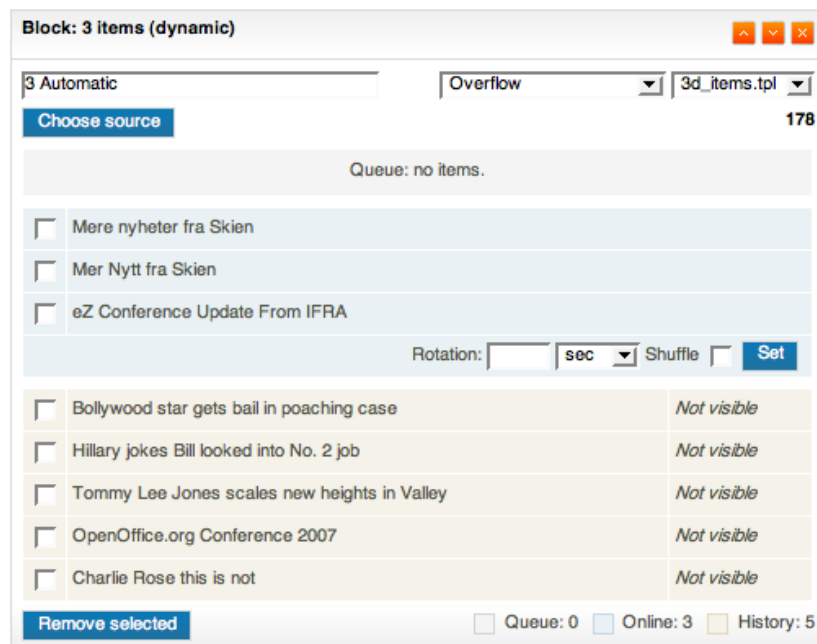 Block: 3 items (dynamic)
3 Automatic Overflow 3d_items.tpl
Choose source 178
Queue: no items.
Mere nyheter fra Skien
Mer Nytt fra Skien
eZ Conference Update From IFRA
Rotation: sec Shuffle Set
Bollywood star gets bail in poaching case Not visible
Hillary jokes Bill looked into No. 2 job Not visible
Tommy Lee Jones scales new heights in Valley Not visible
OpenOffice.org Conference 2007 Not visible
Charlie Rose this is not Not visible
Remove selected Queue: 0 Online: 3 History: 5